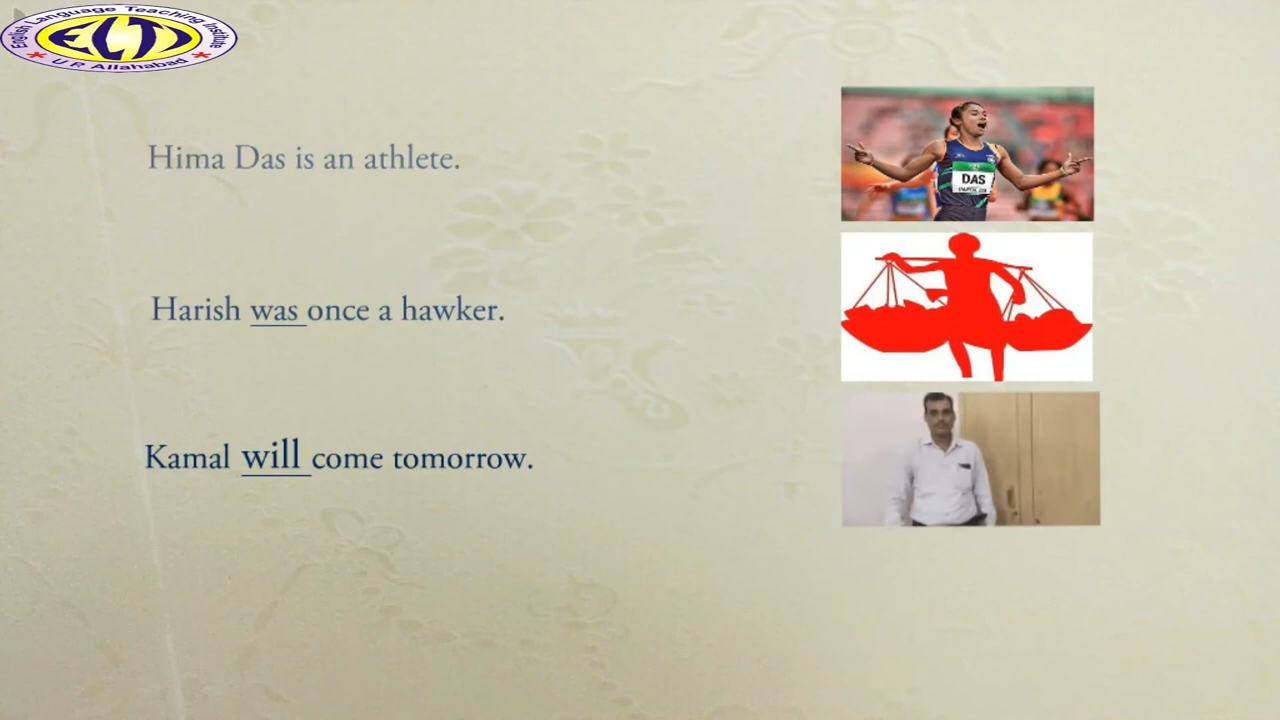 English Language Teaching Institute
ELTI
U P, Allahabad
Hima Das is an athlete.
DAS
Harish was once a hawker.
Kamal will come tomorrow.